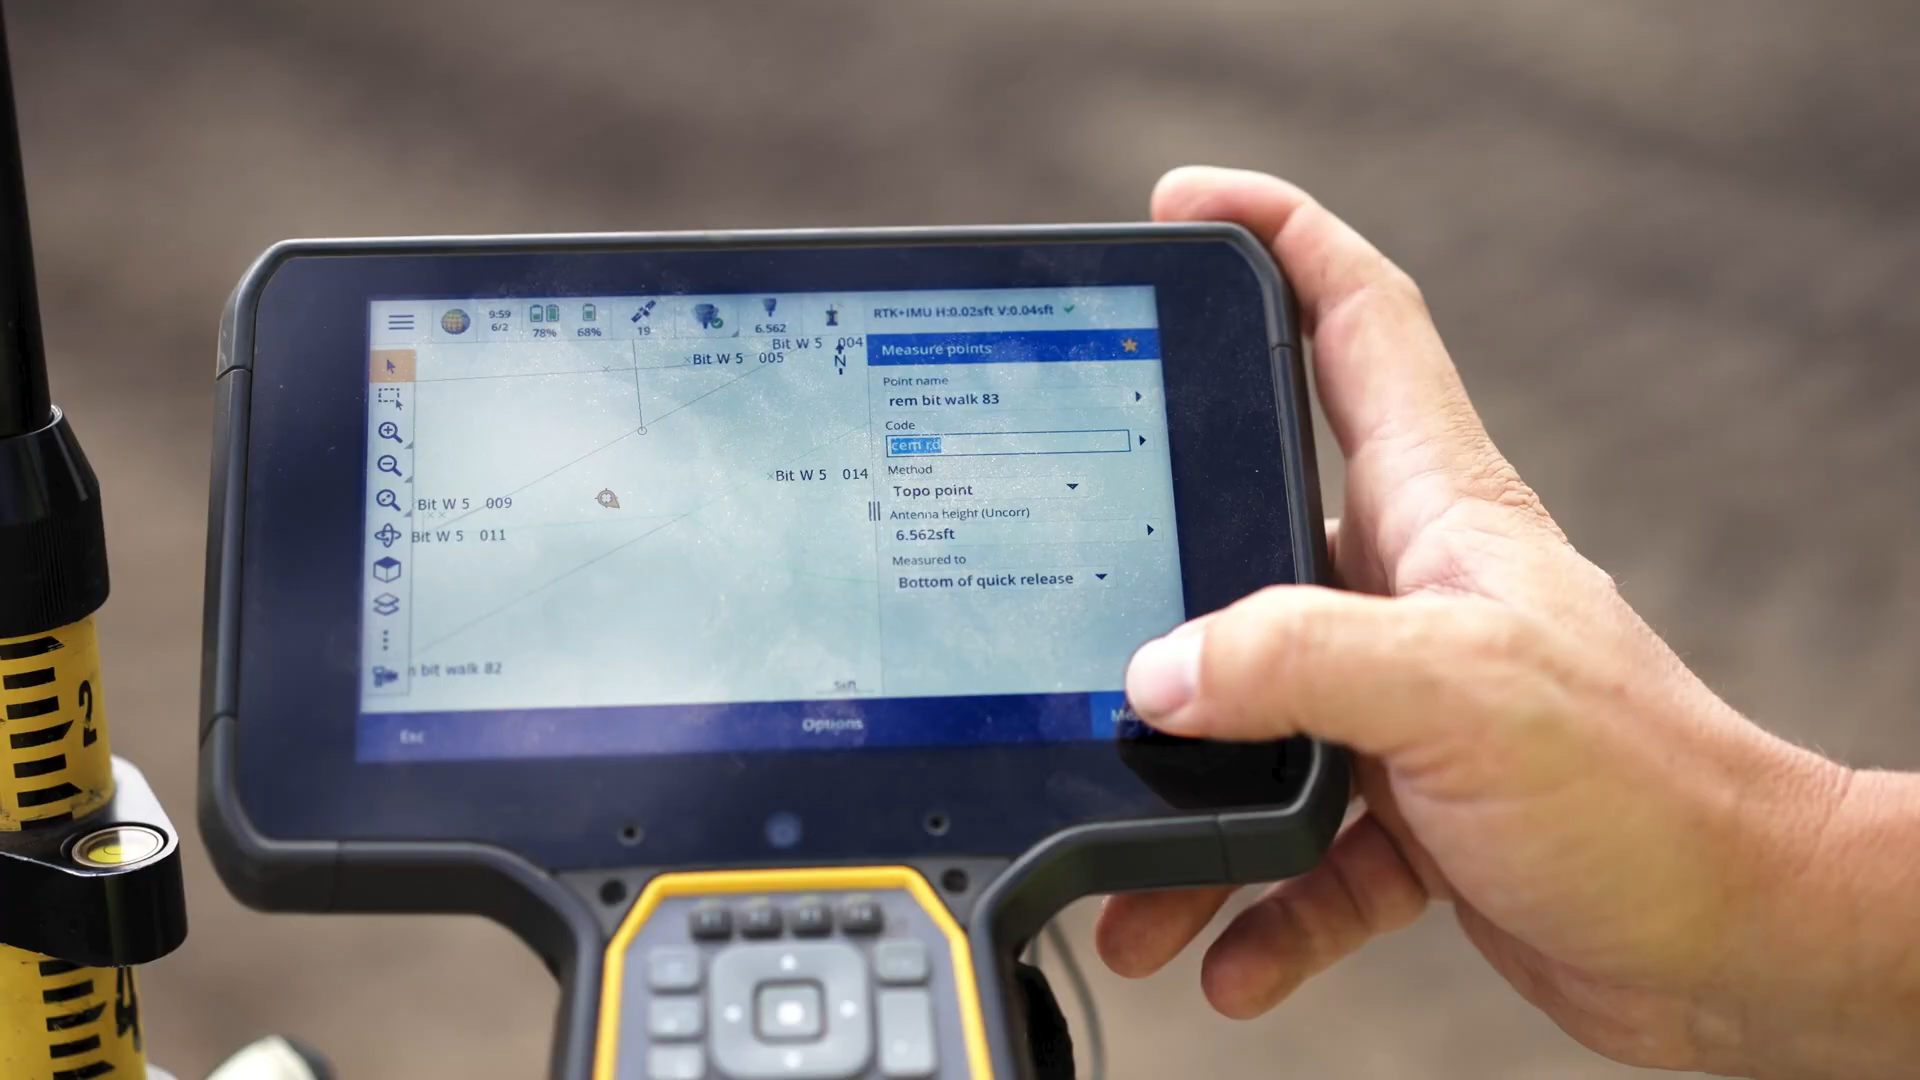 9:59
6/2
78%
68%
19
6.562
RTK+IMU H:0.02sft V:0.04sft
Measure points
Point name
rem bit walk 83
Code
cem rd
Method
Topo point
Antenna height (Uncorr)
6.562sft
Measured to
Bottom of quick release
Bit W 5 004
Bit W 5 005
N
Bit W 5 014
Bit W 5 009
Bit W 5 011
bit walk 82
Esc
Options
2
4